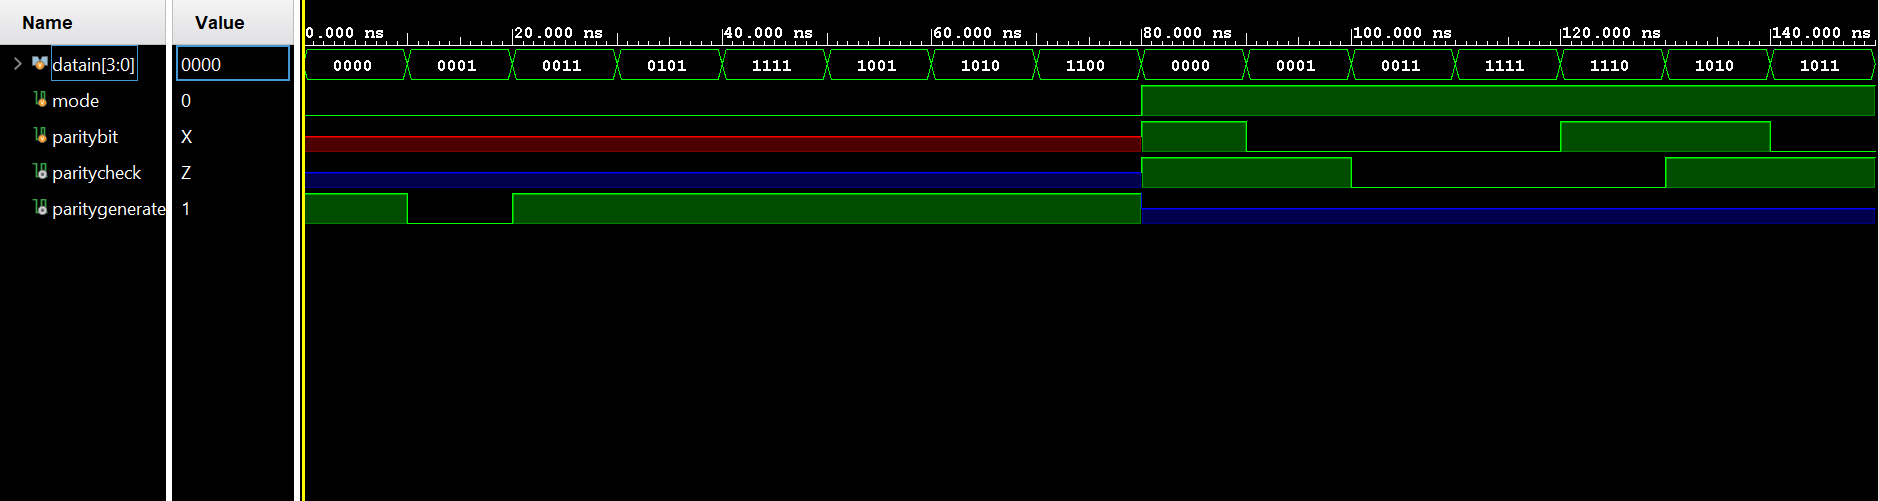 Name Value
0.000 ns 20.000 ns 40.000 ns 60.000 ns 80.000 ns 100.000 ns 120.000 ns 140.000 ns
datain[3:0] 0000 0000 0001 0011 0101 1111 1001 1010 1100 0000 0001 0011 1111 1110 1010 1011
mode 0
paritybit X
paritycheck Z
paritygenerate 1